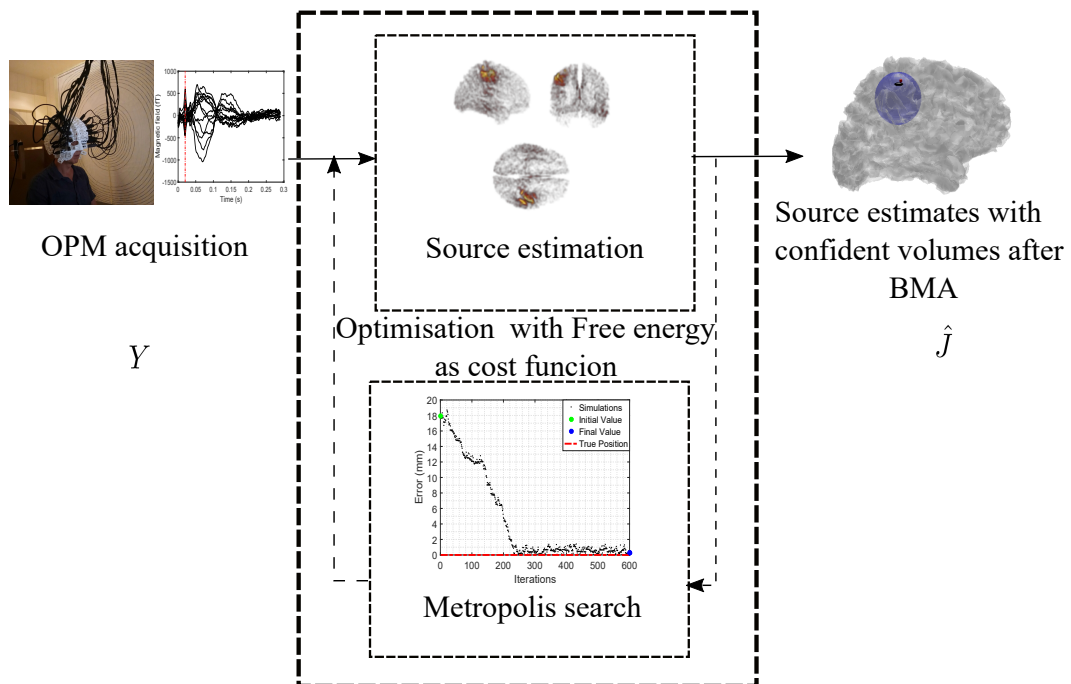 1000
500
0
-500
-1000
-1500
Magnetic field (fT)
0 0.05 0.1 0.15 0.2 0.25 0.3
Time (s)
OPM acquisition
Y
Source estimation
Optimisation with Free energy
as cost funcion
20
18
16
14
12
10
8
6
4
2
0
Error (mm)
Simulations
Initial Value
Final Value
True Position
0 100 200 300 400 500 600
Iterations
Metropolis search
Source estimates with
confident volumes after
BMA
Ĵ